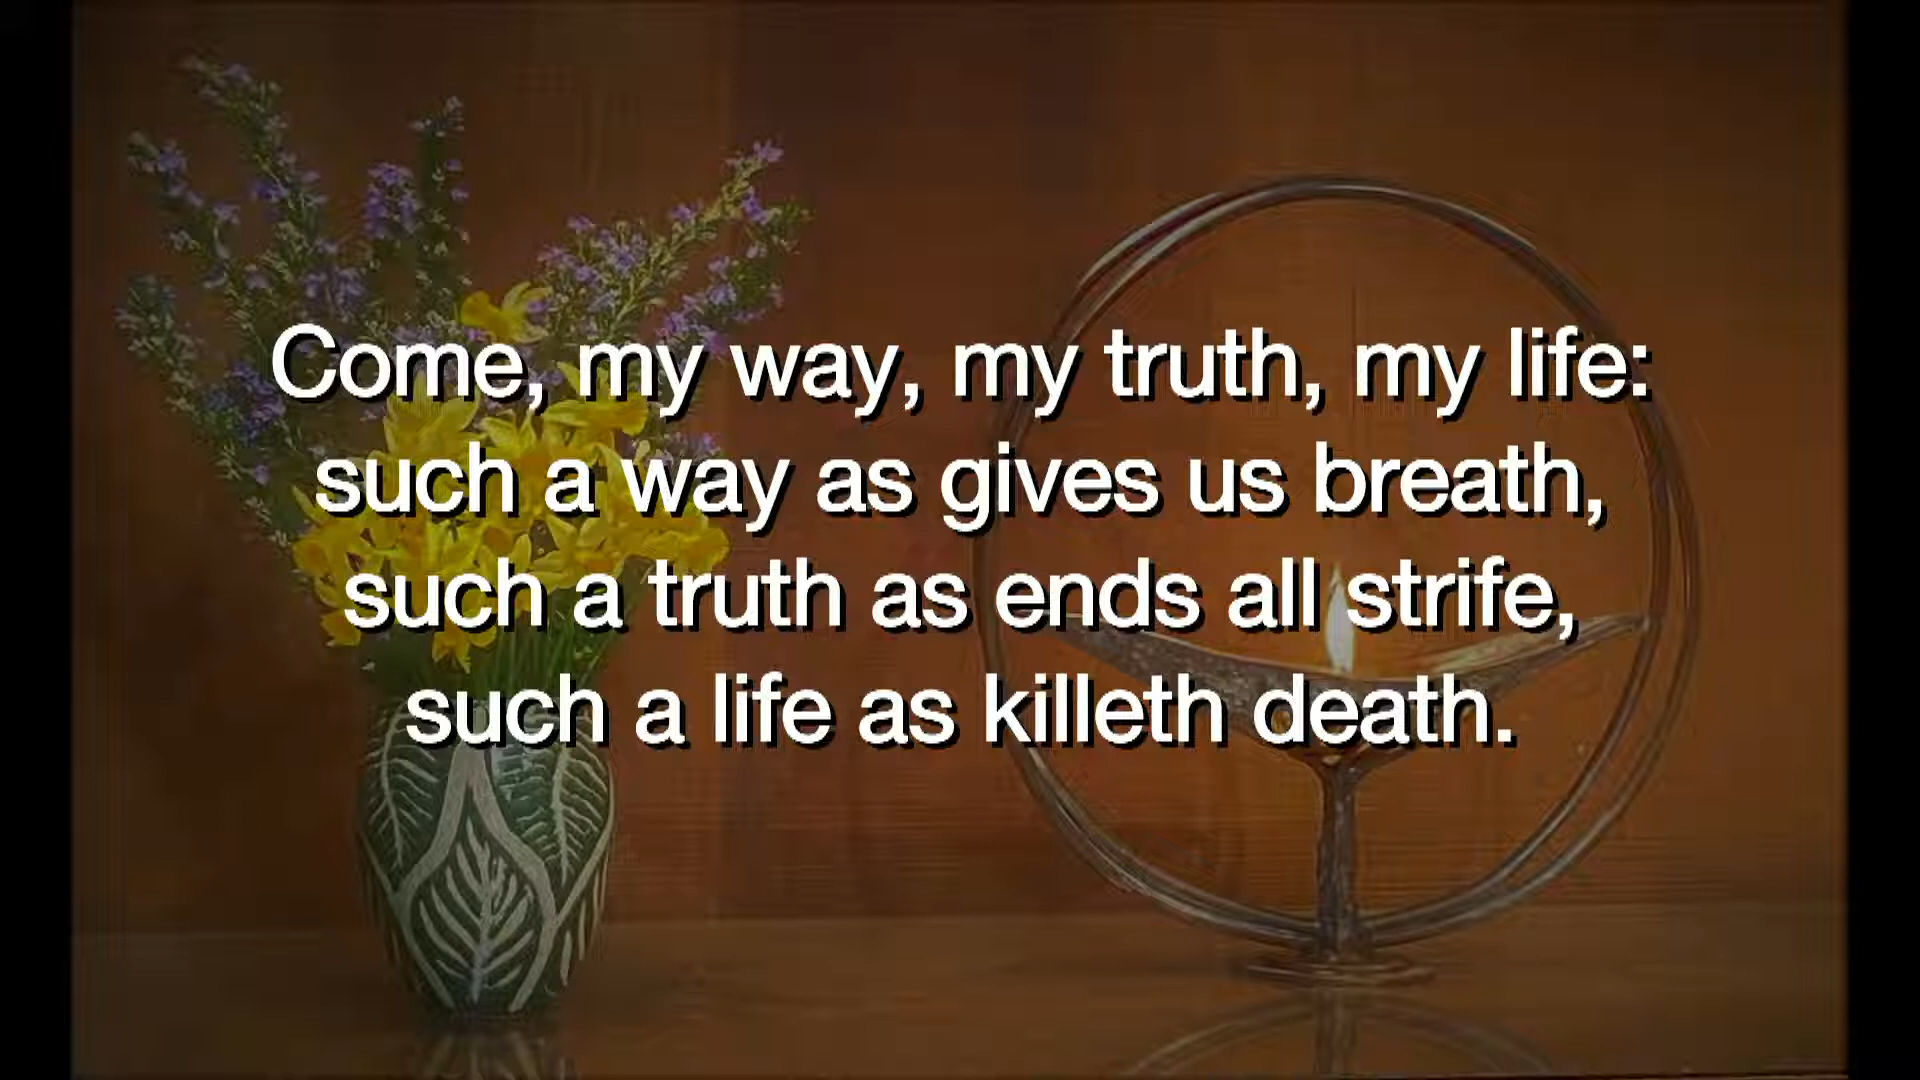 Come, my way, my truth, my life:
such a way as gives us breath,
such a truth as ends all strife,
such a life as killeth death.